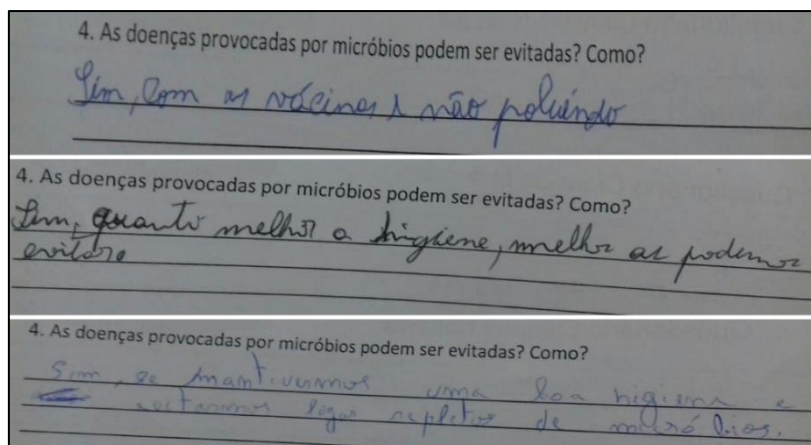 4. As doenças provocadas por micróbios podem ser evitadas? Como?
Sim, com as vácinas e não poluindo
4. As doenças provocadas por micróbios podem ser evitadas? Como?
Sim, quanto melhor a higiene, melhor as podemos
evitar.
4. As doenças provocadas por micróbios podem ser evitadas? Como?
Sim, se mantivermos uma boa higiene e
evitarmos repletos de micróbios.